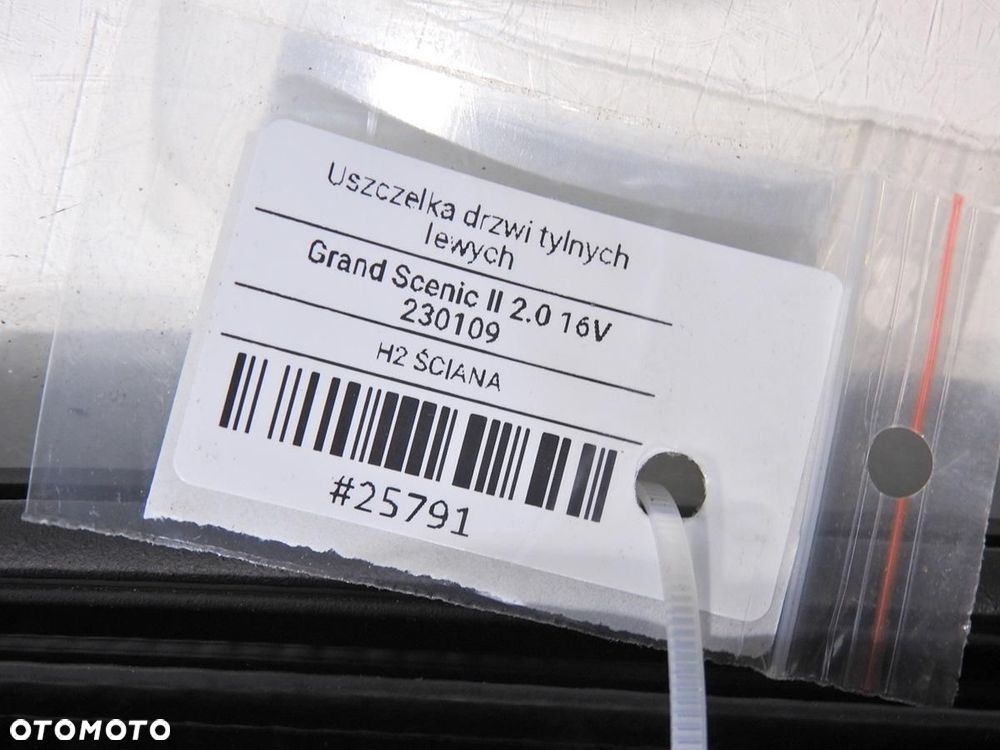 Uszczelka drzwi tylnych
lewych
Grand Scenic II 2.0 16V
230109
H2 ŚCIANA
#25791
OTOMOTO